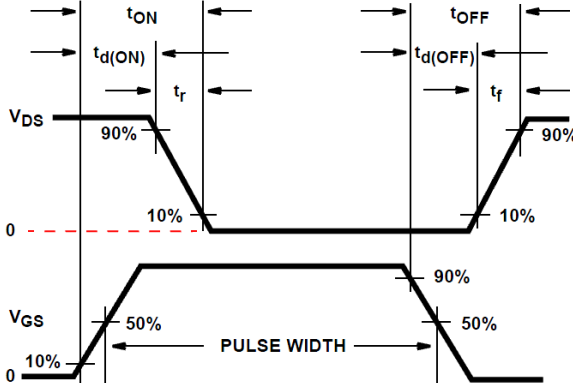 tON tOFF
td(ON) td(OFF)
tr tf
VDS
90% 90%
10% 10%
0
90%
VGS 50% PULSE WIDTH 50%
10%
0